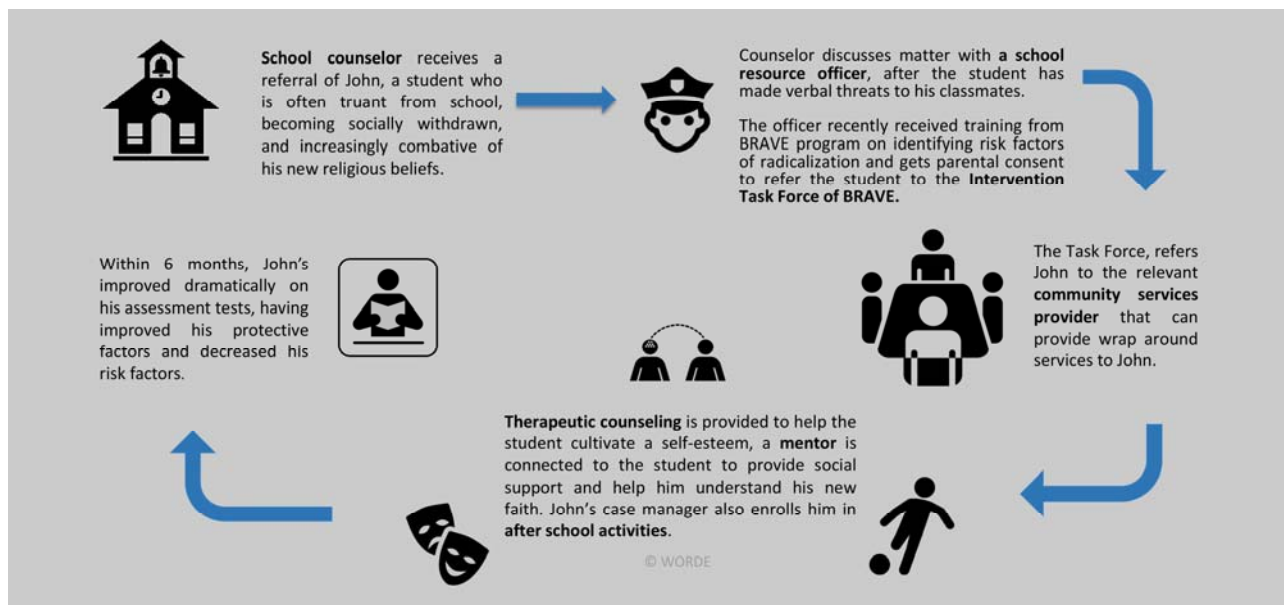 School counselor receives a
referral of John, a student who
is often truant from school,
becoming socially withdrawn,
and increasingly combative of
his new religious beliefs.
Counselor discusses matter with a school
resource officer, after the student has
made verbal threats to his classmates.
The officer recently received training from
BRAVE program on identifying risk factors
of radicalization and gets parental consent
to refer the student to the Intervention
Task Force of BRAVE.
The Task Force, refers
John to the relevant
community services
provider that can
provide wrap around
services to John.
Therapeutic counseling is provided to help the
student cultivate a self-esteem, a mentor is
connected to the student to provide social
support and help him understand his new
faith. John's case manager also enrolls him in
after school activities.
Within 6 months, John's
improved dramatically on
his assessment tests, having
improved his protective
factors and decreased his
risk factors.
© WORDE